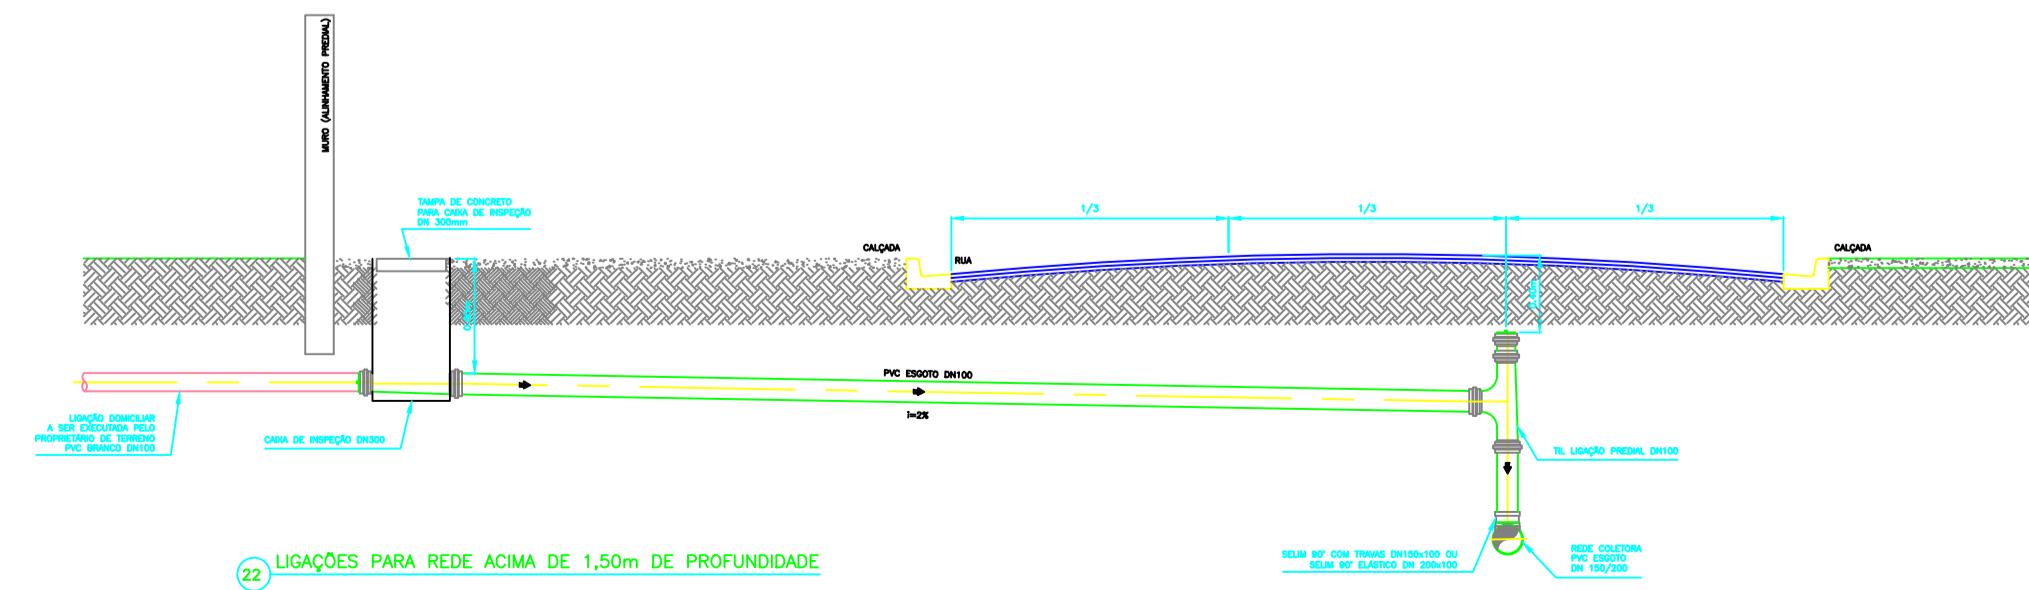 MURO (ALINHAMENTO PREDIAL)
TAMPA DE CONCRETO
PARA CAIXA DE INSPEÇÃO
DN 300mm
1/3
1/3
1/3
CALÇADA
RUA
CALÇADA
PVC ESGOTO DN100
i=2%
LIGAÇÃO DOMICILIAR
A SER EXECUTADA PELO
PROPRIETÁRIO DE TERRENO
PVC BRANCO DN100
CAIXA DE INSPEÇÃO DN300
TIL LIGAÇÃO PREDIAL DN100
SELIM 90° COM TRAVAS DN150x100 OU
SELIM 90° ELÁSTICO DN 200x100
REDE COLETORA
PVC ESGOTO
DN 150/200
22
LIGAÇÕES PARA REDE ACIMA DE 1,50m DE PROFUNDIDADE